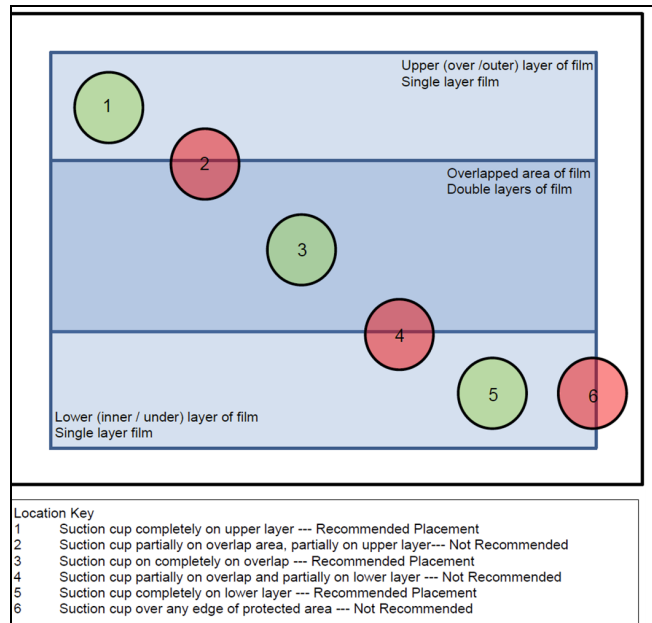 Upper (over /outer) layer of film
Single layer film
1
2
Overlapped area of film
Double layers of film
3
4
5
6
Lower (inner / under) layer of film
Single layer film
Location Key
1 Suction cup completely on upper layer --- Recommended Placement
2 Suction cup partially on overlap area, partially on upper layer--- Not Recommended
3 Suction cup on completely on overlap --- Recommended Placement
4 Suction cup partially on overlap and partially on lower layer --- Not Recommended
5 Suction cup completely on lower layer --- Recommended Placement
6 Suction cup over any edge of protected area --- Not Recommended